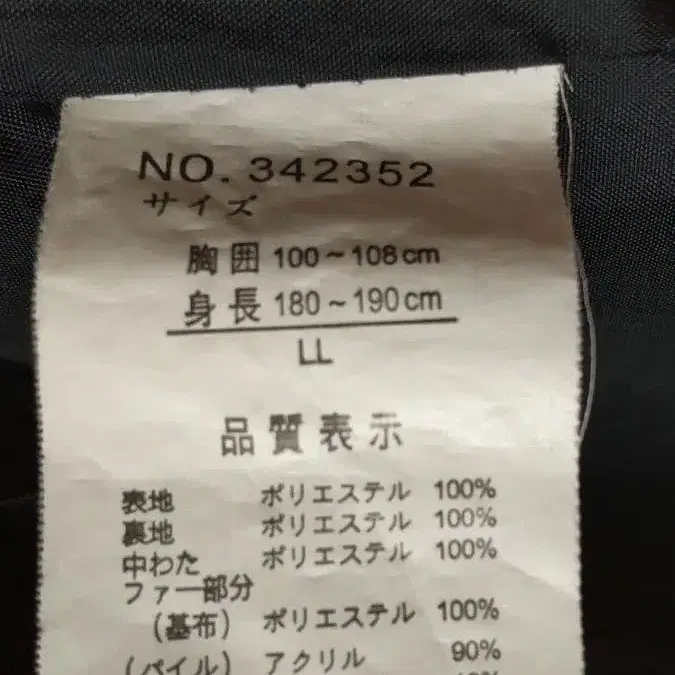 NO. 342352
サイズ
胸囲 100~108cm
身長 180~190cm
LL
品質表示
表地 ポリエステル 100%
裏地 ポリエステル 100%
中わた ポリエステル 100%
ファー部分
(基布) ポリエステル 100%
(パイル) アクリル 90%